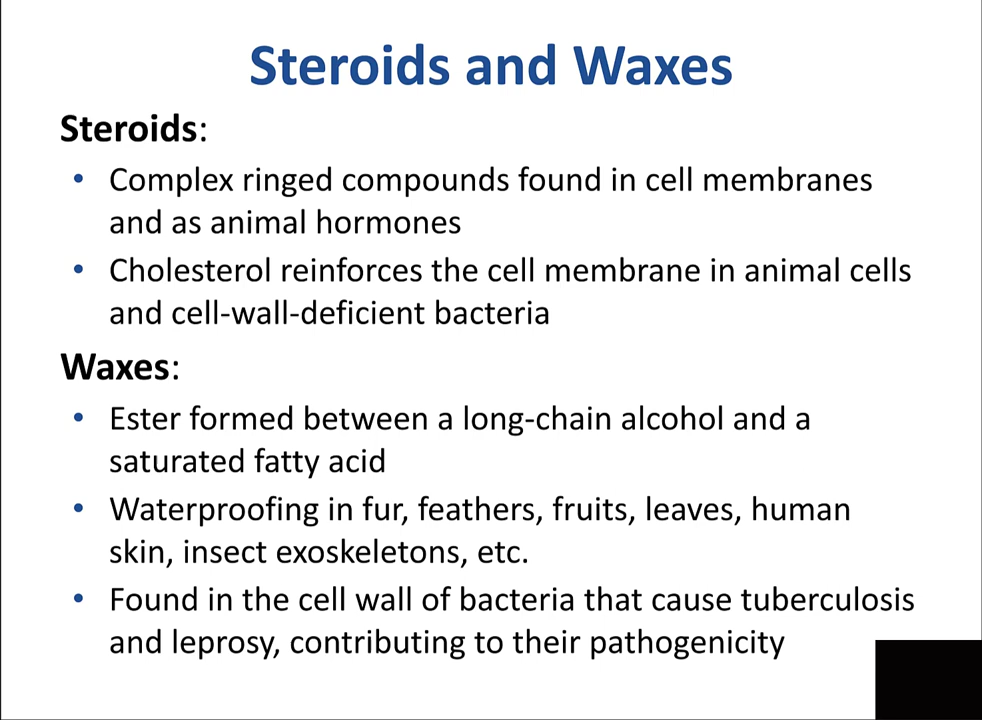 Steroids and Waxes
Steroids:
• Complex ringed compounds found in cell membranes
and as animal hormones
• Cholesterol reinforces the cell membrane in animal cells
and cell-wall-deficient bacteria
Waxes:
• Ester formed between a long-chain alcohol and a
saturated fatty acid
• Waterproofing in fur, feathers, fruits, leaves, human
skin, insect exoskeletons, etc.
• Found in the cell wall of bacteria that cause tuberculosis
and leprosy, contributing to their pathogenicity